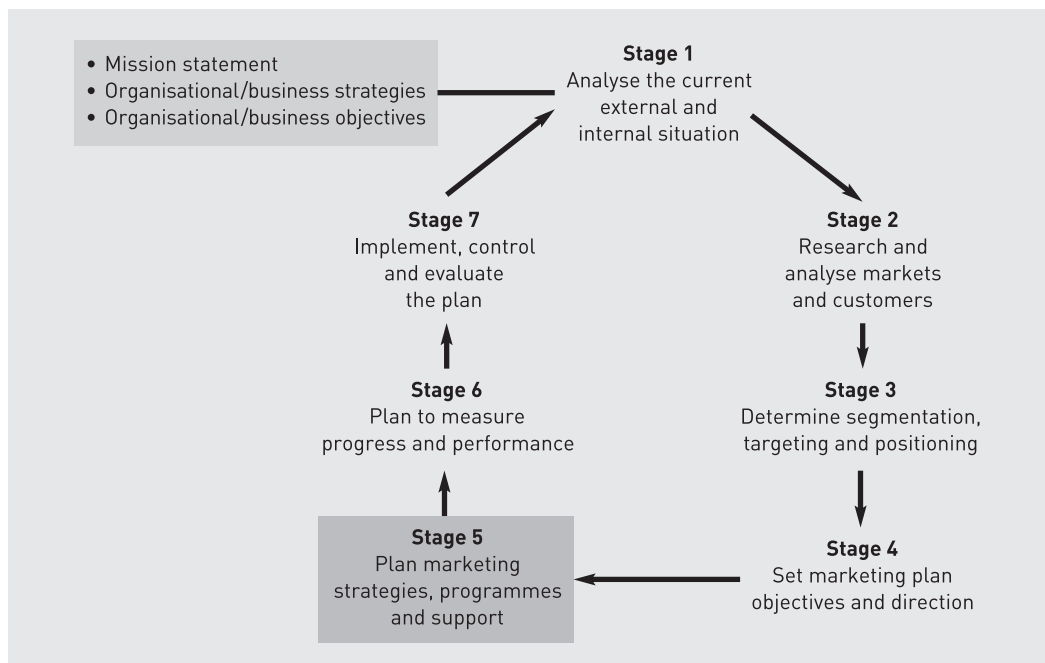 • Mission statement
• Organisational/business strategies
• Organisational/business objectives
Stage 1
Analyse the current
external and
internal situation
Stage 2
Research and
analyse markets
and customers
Stage 3
Determine segmentation,
targeting and positioning
Stage 4
Set marketing plan
objectives and direction
Stage 5
Plan marketing
strategies, programmes
and support
Stage 6
Plan to measure
progress and performance
Stage 7
Implement, control
and evaluate
the plan